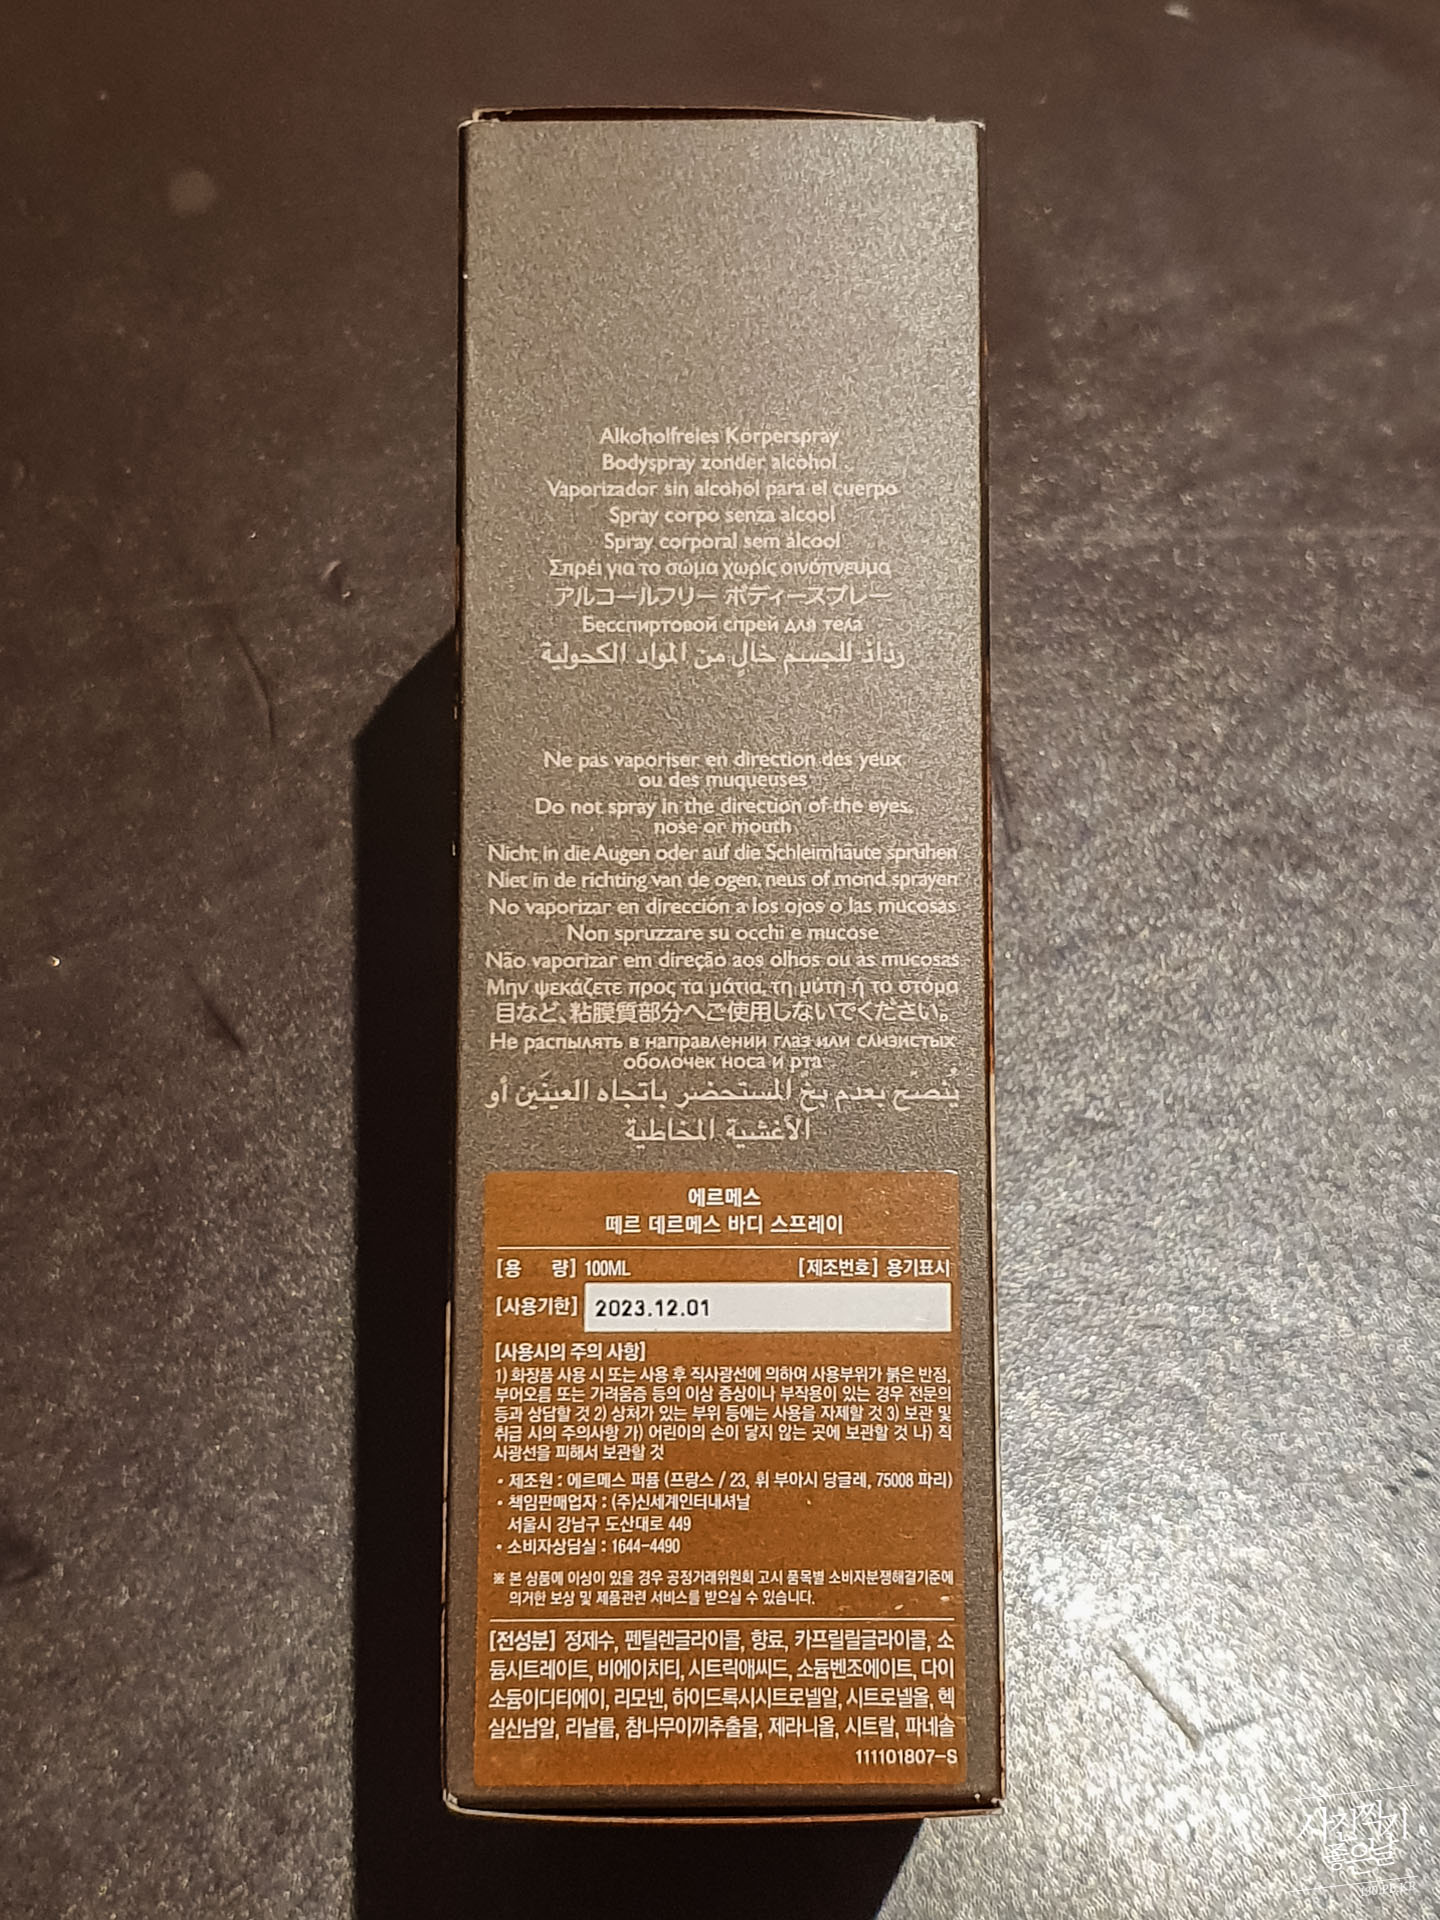 Alkoholfreies Körperspray
Bodyspray zonder alcohol
Vaporizador sin alcohol para el cuerpo
Spray corpo senza alcool
Spray corporal sem álcool
Σπρέι για το σώμα χωρίς οινόπνευμα
アルコールフリー ボディースプレー
Бесспиртовой спрей для тела
رذاذ للجسم خالٍ من المواد الكحولية
Ne pas vaporiser en direction des yeux
ou des muqueuses
Do not spray in the direction of the eyes,
nose or mouth
Nicht in die Augen oder auf die Schleimhäute sprühen
Niet in de richting van de ogen, neus of mond sprayen
No vaporizar en dirección a los ojos o las mucosas
Non spruzzare su occhi e mucose
Não vaporizar em direção aos olhos ou às mucosas
Μην ψεκάζετε προς τα μάτια, τη μύτη ή το στόμα
目など、粘膜質部分へご使用しないでください。
Не распылять в направлении глаз или слизистых
оболочек носа и рта
يُنصَح بعدم بخّ المستحضر باتجاه العينَين أو
الأغشية المخاطية
에르메스
떼르 데르메스 바디 스프레이
[용 량] 100ML [제조번호] 용기표시
[사용기한] 2023.12.01
[사용시의 주의 사항]
1) 화장품 사용 시 또는 사용 후 직사광선에 의하여 사용부위가 붉은 반점,
부어오름 또는 가려움증 등의 이상 증상이나 부작용이 있는 경우 전문의
등과 상담할 것 2) 상처가 있는 부위 등에는 사용을 자제할 것 3) 보관 및
취급 시의 주의사항 가) 어린이의 손이 닿지 않는 곳에 보관할 것 나) 직
사광선을 피해서 보관할 것
• 제조원 : 에르메스 퍼퓸 (프랑스 / 23, 휘 부아시 당글레, 75008 파리)
• 책임판매업자 : (주)신세계인터내셔날
서울시 강남구 도산대로 449
• 소비자상담실 : 1644-4490
※ 본 상품에 이상이 있을 경우 공정거래위원회 고시 품목별 소비자분쟁해결기준에
의거한 보상 및 제품관련 서비스를 받으실 수 있습니다.
[전성분] 정제수, 펜틸렌글라이콜, 향료, 카프릴릴글라이콜, 소
듐시트레이트, 비에이치티, 시트릭애씨드, 소듐벤조에이트, 다이
소듐이디티에이, 리모넨, 하이드록시시트로넬알, 시트로넬올, 헥
실신남알, 리날룰, 참나무이끼추출물, 제라니올, 시트랄, 파네솔
111101807-S
사진찍기
좋은날